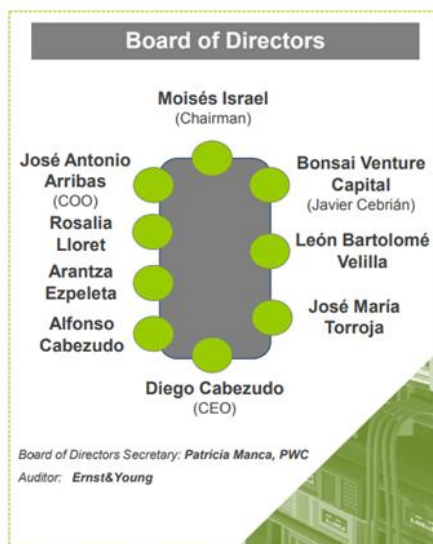 Board of Directors
Moisés Israel
(Chairman)
José Antonio
Arribas
(COO)
Rosalia
Lloret
Arantza
Ezpeleta
Alfonso
Cabezudo
Bonsai Venture
Capital
(Javier Cebrián)
León Bartolomé
Velilla
José María
Torroja
Diego Cabezudo
(CEO)
Board of Directors Secretary: Patricia Manca, PWC
Auditor: Ernst&Young